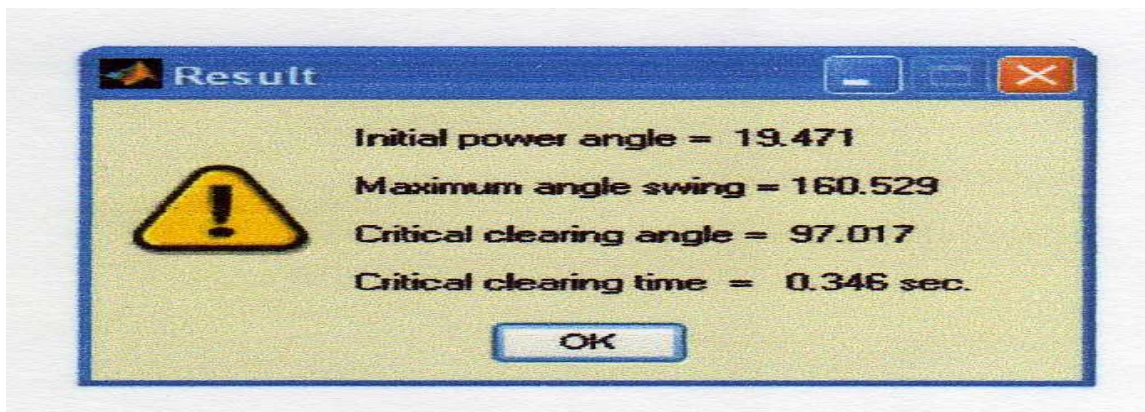 Result
Initial power angle = 19.471
Maximum angle swing = 160.529
Critical clearing angle = 97.017
Critical clearing time = 0.346 sec.
OK